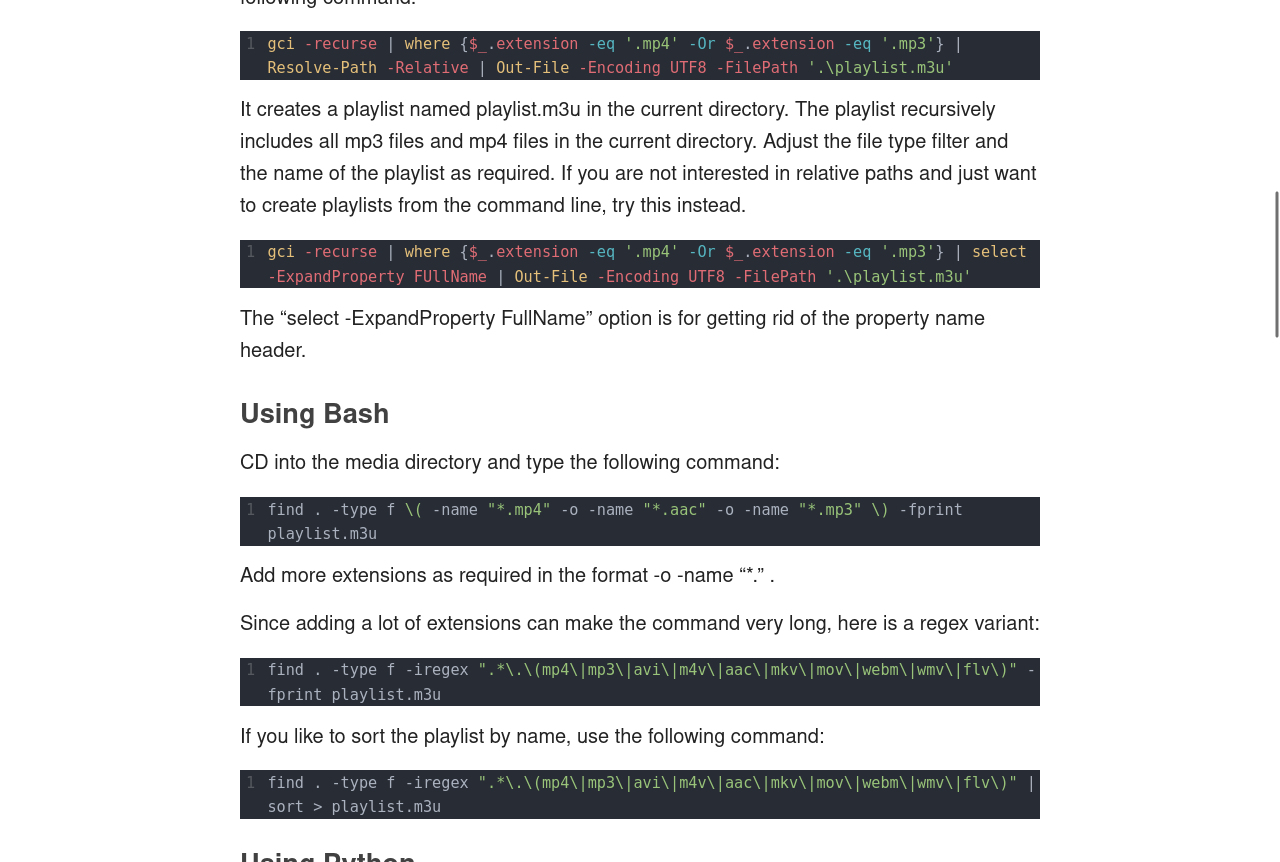 following command.
1 gci -recurse | where {$_.extension -eq '.mp4' -Or $_.extension -eq '.mp3'} |
Resolve-Path -Relative | Out-File -Encoding UTF8 -FilePath '.\playlist.m3u'
It creates a playlist named playlist.m3u in the current directory. The playlist recursively
includes all mp3 files and mp4 files in the current directory. Adjust the file type filter and
the name of the playlist as required. If you are not interested in relative paths and just want
to create playlists from the command line, try this instead.
1 gci -recurse | where {$_.extension -eq '.mp4' -Or $_.extension -eq '.mp3'} | select
-ExpandProperty FUllName | Out-File -Encoding UTF8 -FilePath '.\playlist.m3u'
The “select -ExpandProperty FullName” option is for getting rid of the property name
header.
Using Bash
CD into the media directory and type the following command:
1 find . -type f \( -name "*.mp4" -o -name "*.aac" -o -name "*.mp3" \) -fprint
playlist.m3u
Add more extensions as required in the format -o -name “*.” .
Since adding a lot of extensions can make the command very long, here is a regex variant:
1 find . -type f -iregex ".*\.\(mp4\|mp3\|avi\|m4v\|aac\|mkv\|mov\|webm\|wmv\|flv\)" -
fprint playlist.m3u
If you like to sort the playlist by name, use the following command:
1 find . -type f -iregex ".*\.\(mp4\|mp3\|avi\|m4v\|aac\|mkv\|mov\|webm\|wmv\|flv\)" |
sort > playlist.m3u
Using Python